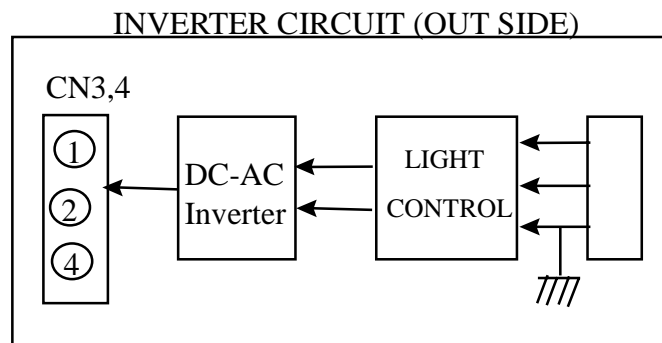 INVERTER CIRCUIT (OUT SIDE)
CN3,4
1
2
4
DC-AC
Inverter
LIGHT
CONTROL